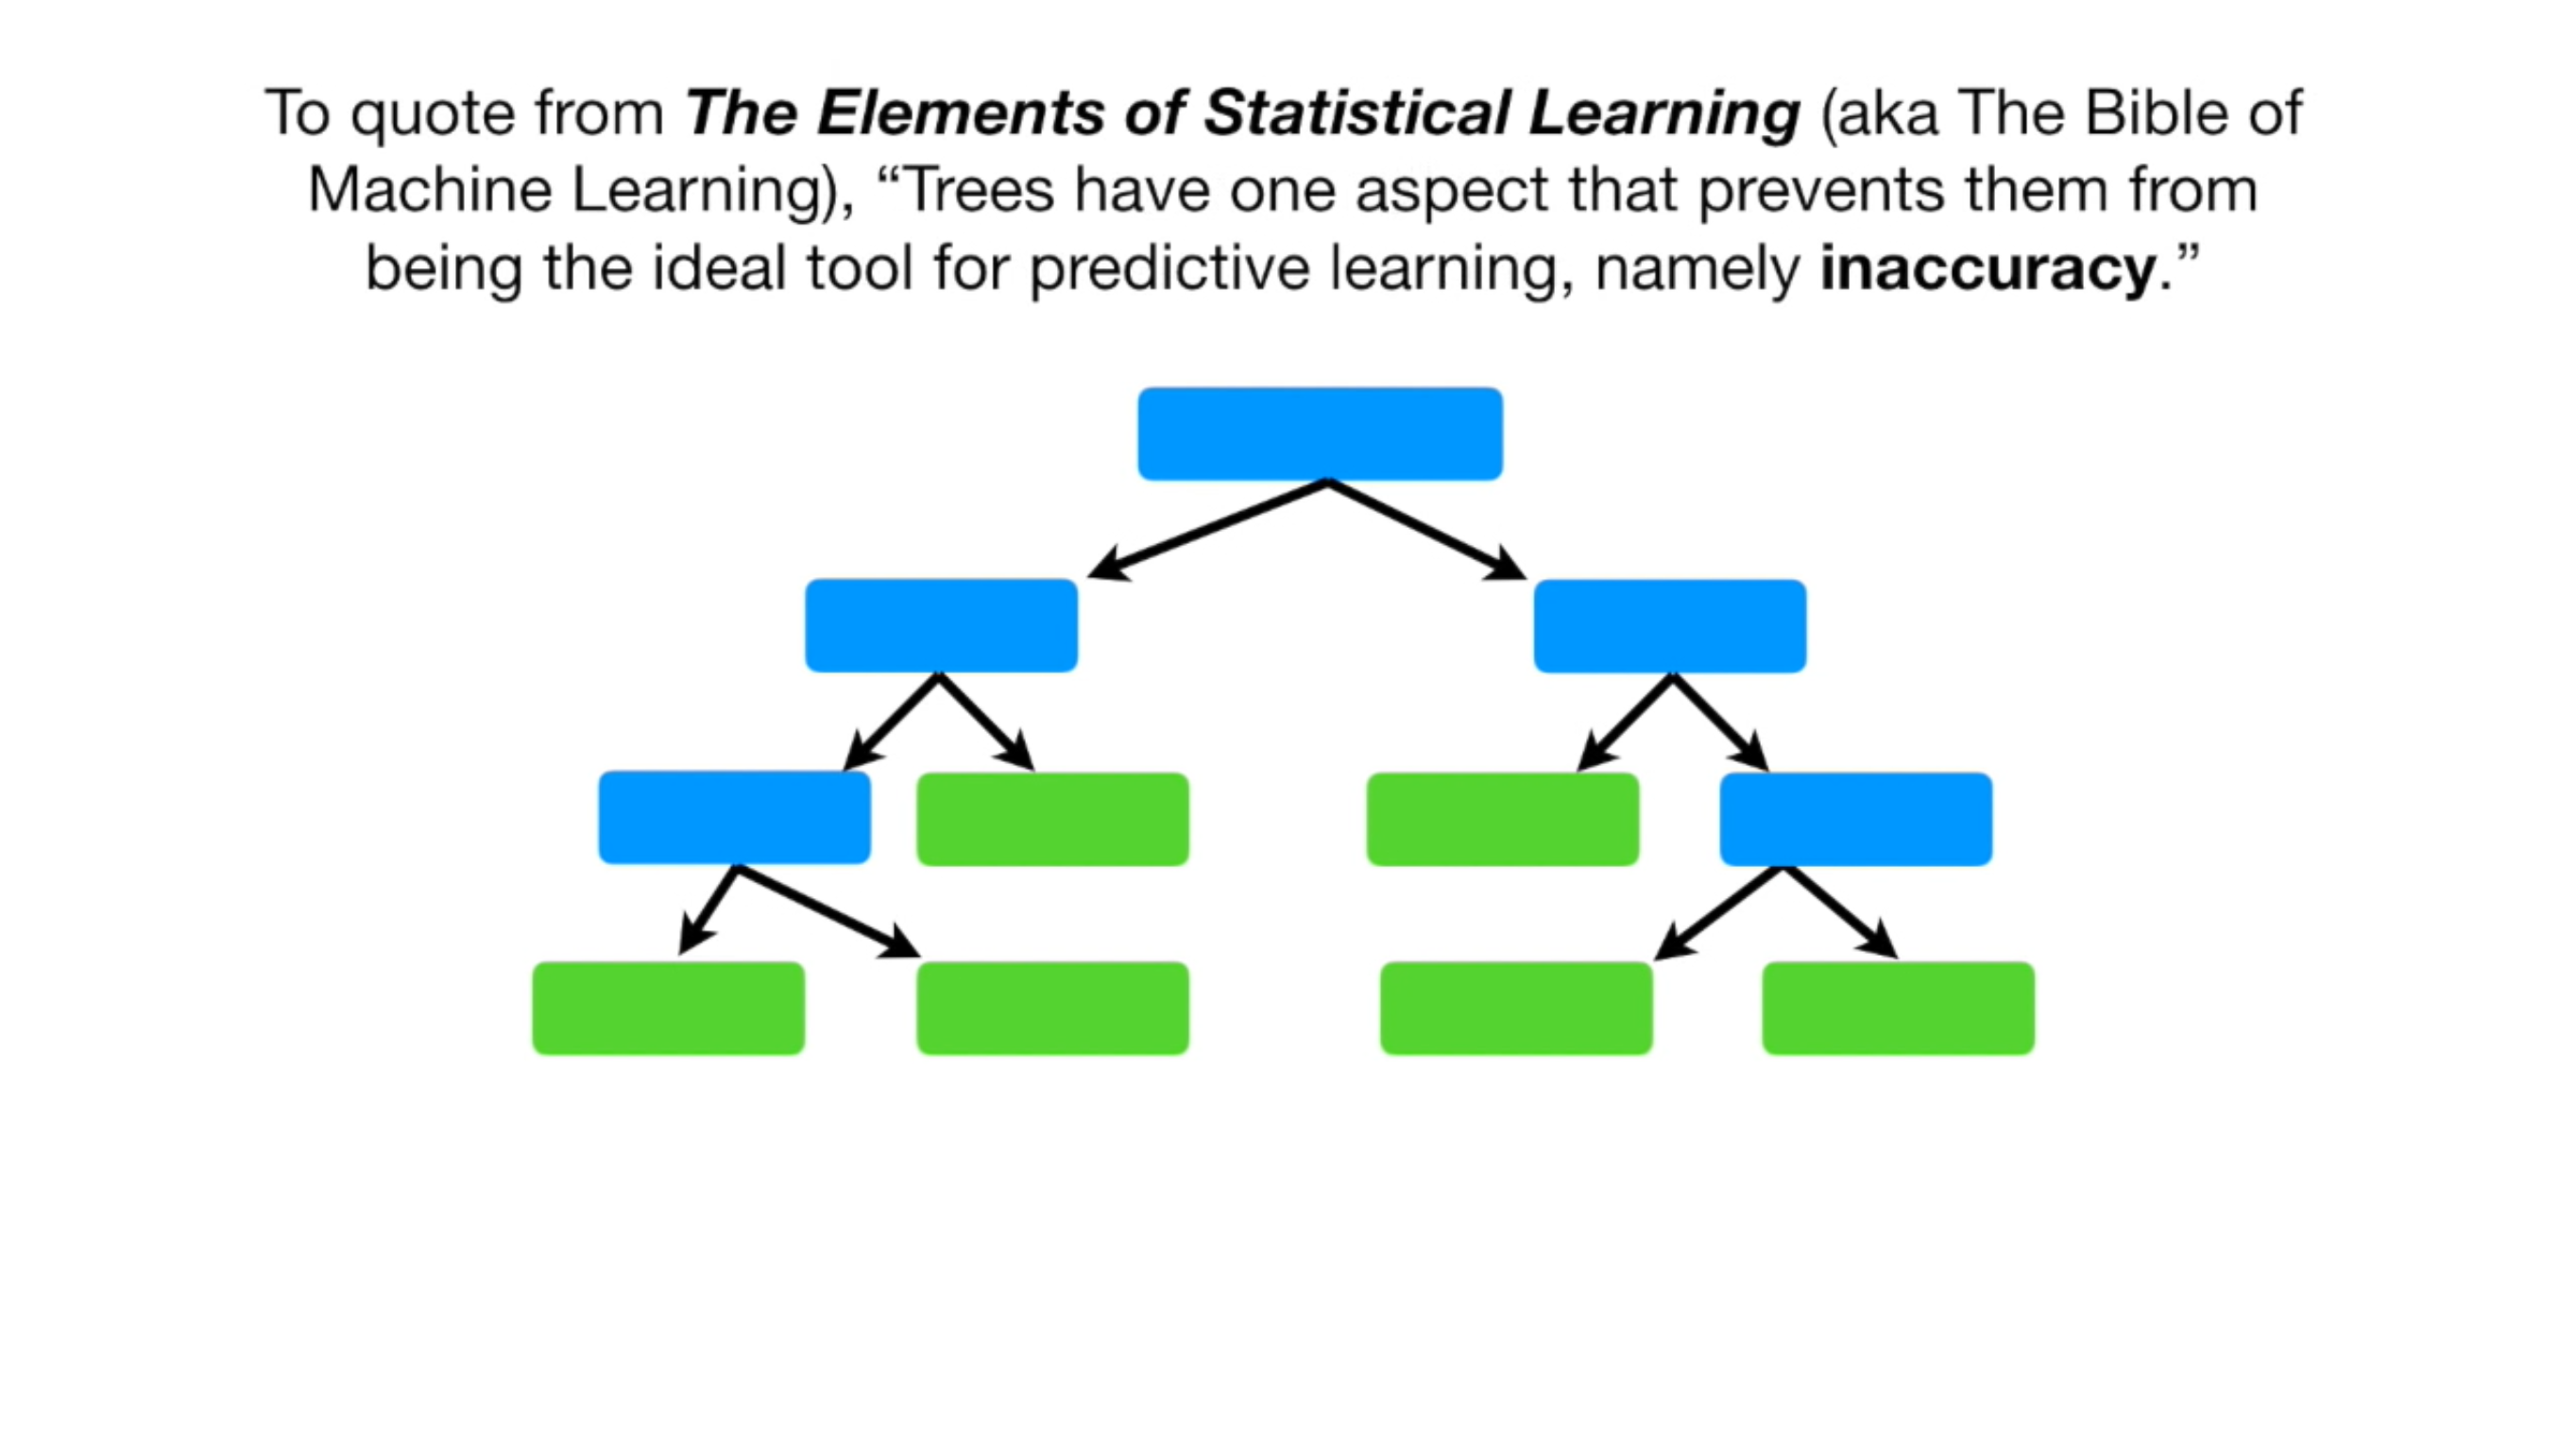 To quote from The Elements of Statistical Learning (aka The Bible of
Machine Learning), “Trees have one aspect that prevents them from
being the ideal tool for predictive learning, namely inaccuracy.”